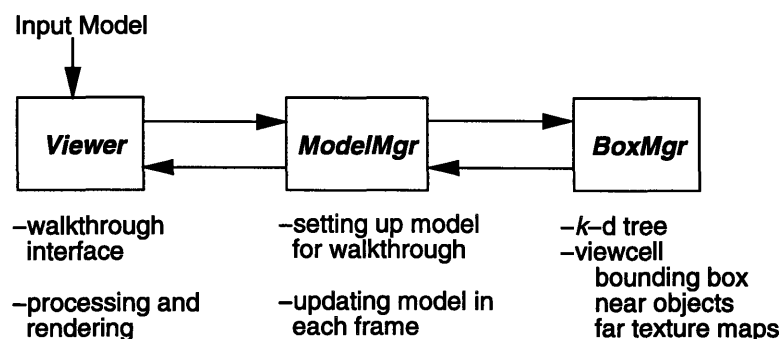 Input Model
Viewer
ModelMgr
BoxMgr
–walkthrough
interface
–processing and
rendering
–setting up model
for walkthrough
–updating model in
each frame
–k–d tree
–viewcell
bounding box
near objects
far texture maps